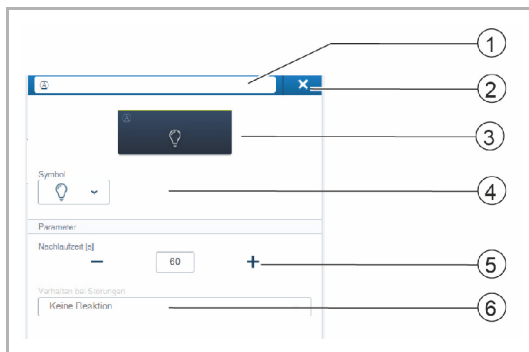 1
2
3
Symbol
4
Parameter
Nachlaufzeit [s]
60
5
Verhalten bei Störungen
Keine Reaktion
6